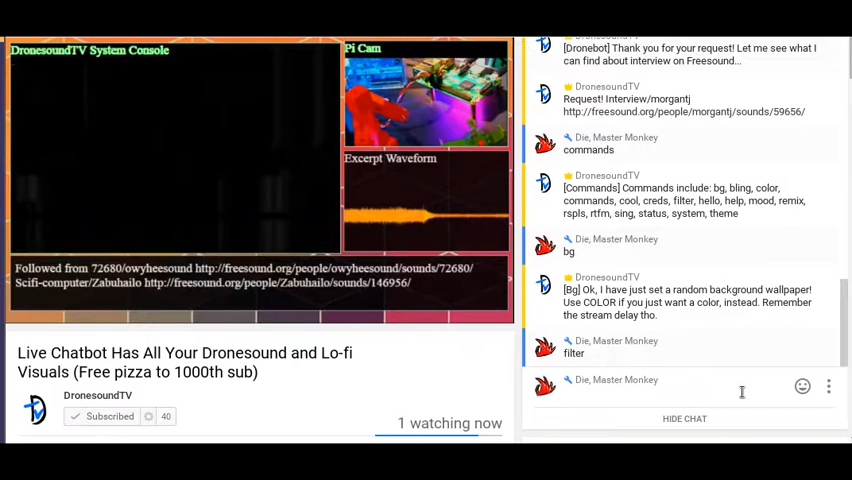 DronesoundTV System Console
Pi Cam
Excerpt Waveform
Followed from 72680/owyheesound http://freesound.org/people/owyheesound/sounds/72680/
Scifi-computer/Zabuhailo http://freesound.org/people/Zabuhailo/sounds/146956/
Live Chatbot Has All Your Dronesound and Lo-fi
Visuals (Free pizza to 1000th sub)
DronesoundTV
Subscribed 40
1 watching now
DronesoundTV
[Dronebot] Thank you for your request! Let me see what I
can find about interview on Freesound...
DronesoundTV
Request! Interview/morgantj
http://freesound.org/people/morgantj/sounds/59656/
Die, Master Monkey
commands
DronesoundTV
[Commands] Commands include: bg, bling, color,
commands, cool, creds, filter, hello, help, mood, remix,
rspls, rtfm, sing, status, system, theme
Die, Master Monkey
bg
DronesoundTV
[Bg] Ok, I have just set a random background wallpaper!
Use COLOR if you just want a color, instead. Remember
the stream delay tho.
Die, Master Monkey
filter
Die, Master Monkey
HIDE CHAT